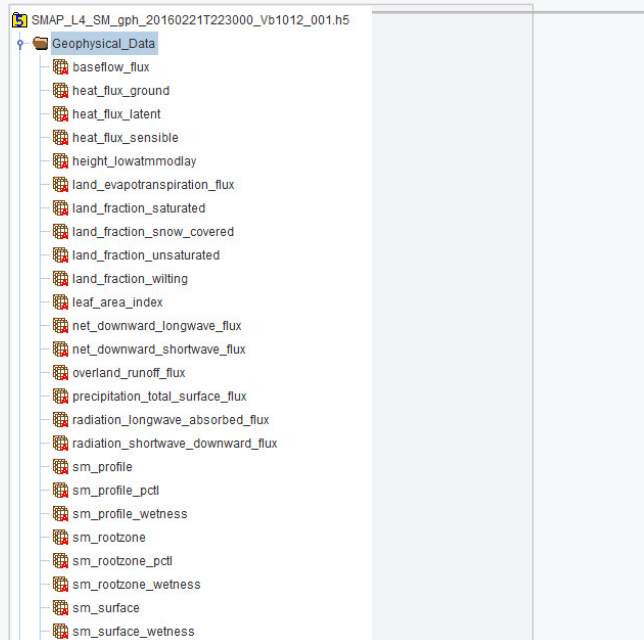 SMAP_L4_SM_gph_20160221T223000_Vb1012_001.h5
Geophysical_Data
baseflow_flux
heat_flux_ground
heat_flux_latent
heat_flux_sensible
height_lowatmmodlay
land_evapotranspiration_flux
land_fraction_saturated
land_fraction_snow_covered
land_fraction_unsaturated
land_fraction_wilting
leaf_area_index
net_downward_longwave_flux
net_downward_shortwave_flux
overland_runoff_flux
precipitation_total_surface_flux
radiation_longwave_absorbed_flux
radiation_shortwave_downward_flux
sm_profile
sm_profile_pctl
sm_profile_wetness
sm_rootzone
sm_rootzone_pctl
sm_rootzone_wetness
sm_surface
sm_surface_wetness